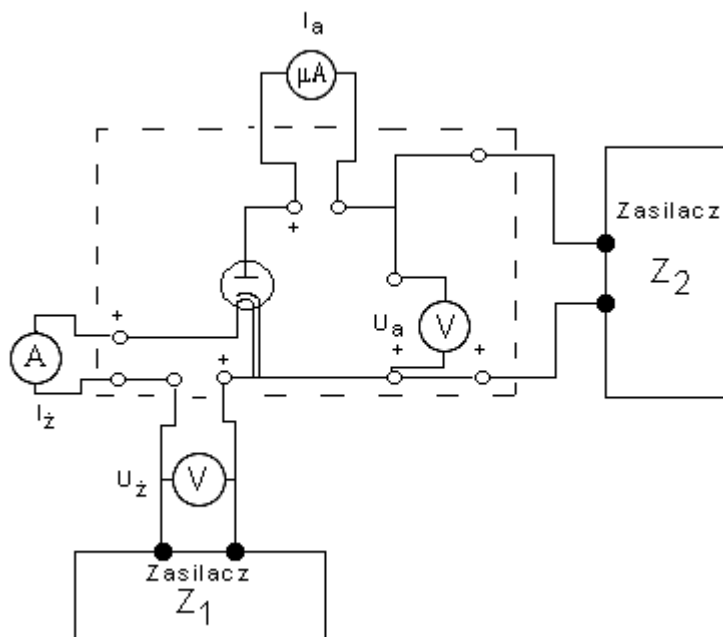 Ia
μA
+
Zasilacz
Z2
+
A
Iż
+
Ua
V
+
+
Uż
V
Zasilacz
Z1